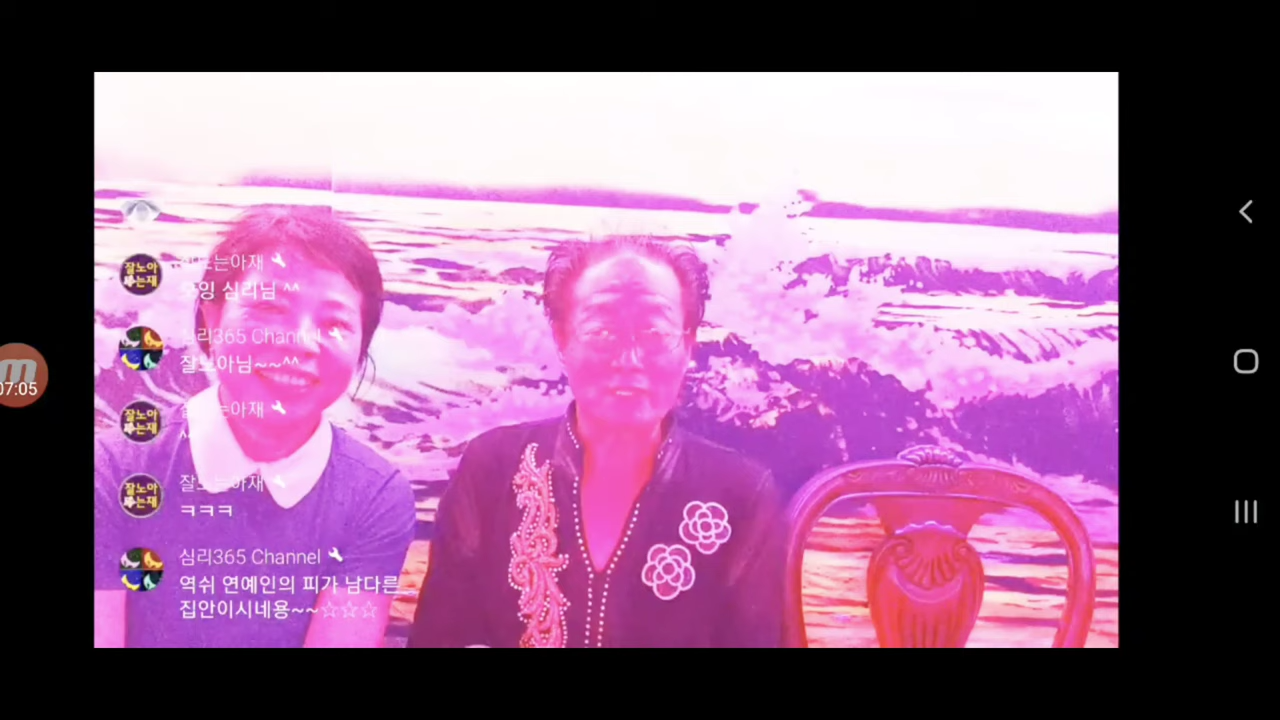 잘노는아재
오잉 심리님 ^^
심리365 Channel
잘노아님~~^^
잘노는아재
^^
07:05
잘노는아재
ㅋㅋㅋ
심리365 Channel
역쉬 연예인의 피가 남다른
집안이시네용~~☆☆☆